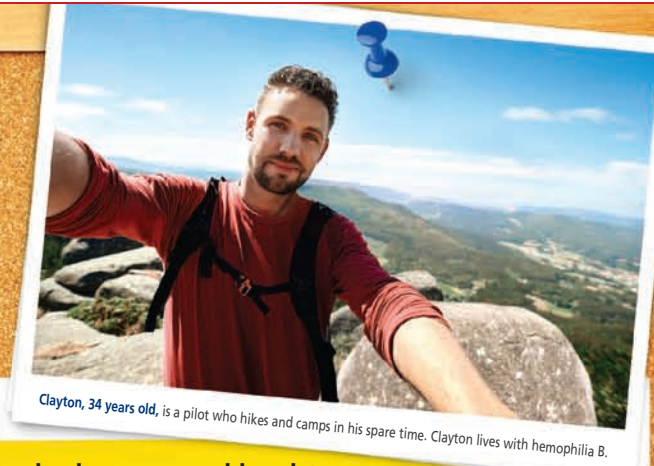 Clayton, 34 years old, is a pilot who hikes and camps in his spare time. Clayton lives with hemophilia B.